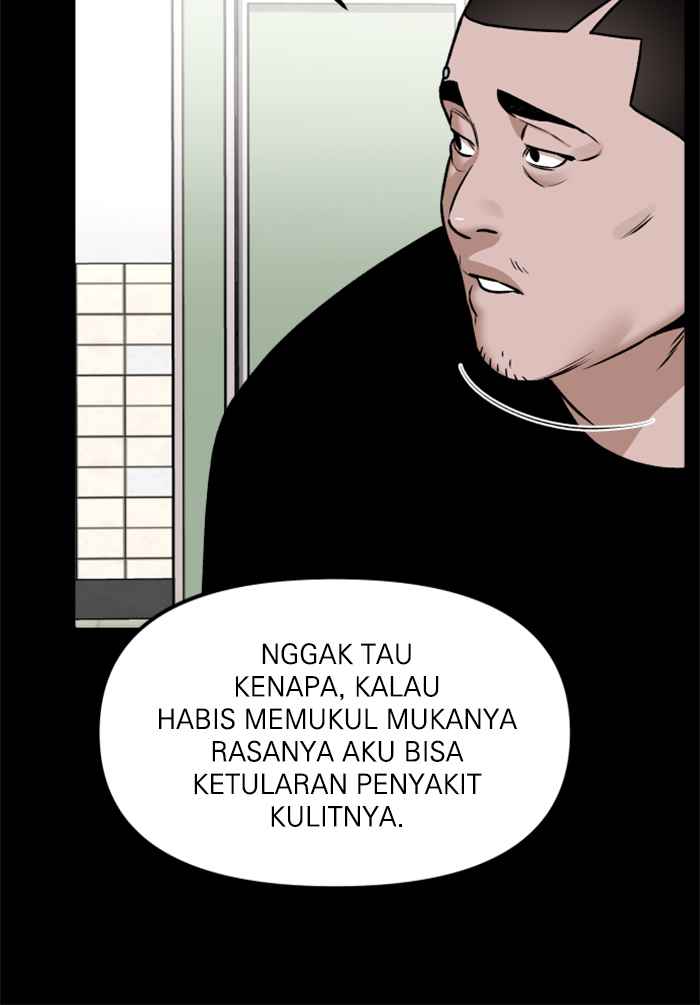 NGGAK TAU
KENAPA, KALAU
HABIS MEMUKUL MUKANYA
RASANYA AKU BISA
KETULARAN PENYAKIT
KULITNYA.